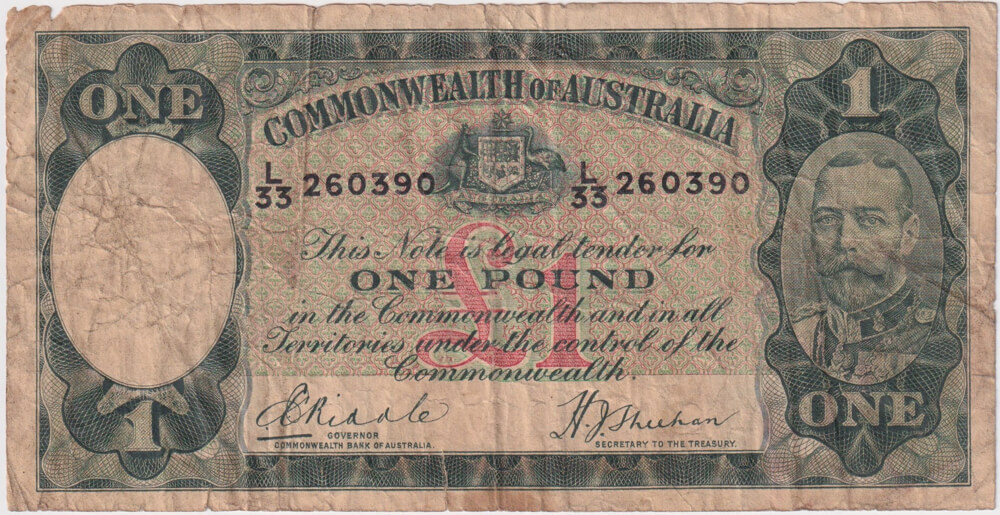 ONE
1
COMMONWEALTH OF AUSTRALIA
L/33 260390
L/33 260390
This Note is Legal tender for
ONE POUND
in the Commonwealth and in all
Territories under the control of the
Commonwealth.
£1
1
ONE
E Riddle
GOVERNOR
COMMONWEALTH BANK OF AUSTRALIA.
H. J. Sheehan
SECRETARY TO THE TREASURY.